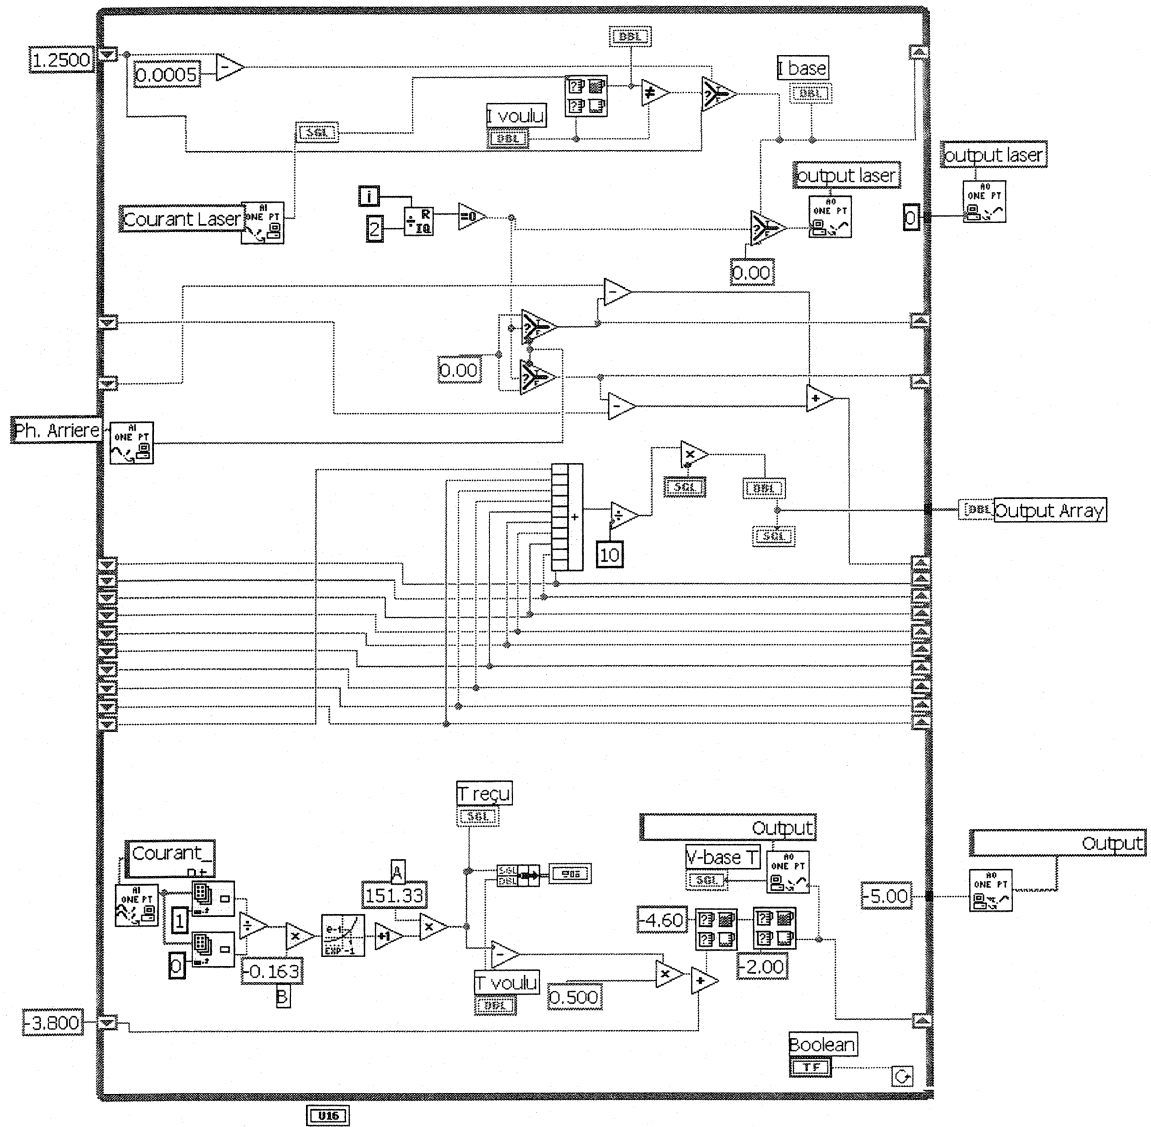 1.2500
0.0005
DBL
I base
DBL
I voulu
DBL
SGL
output laser
AO
ONE PT
output laser
AO
ONE PT
Courant Laser
AI
ONE PT
i
2
R
IQ
=0
0
0.00
0.00
Ph. Arriere
AI
ONE PT
SGL
DBL
SGL
10
[DBL
Output Array
T reçu
SGL
Output
Output
V-base T
SGL
AO
ONE PT
AO
ONE PT
Courant_
AI
ONE PT
A
151.33
SGL
DBL
-5.00
1
0
EXP-1
+1
-4.60
-2.00
-0.163
B
T voulu
DBL
0.500
-3.800
Boolean
TF
U16